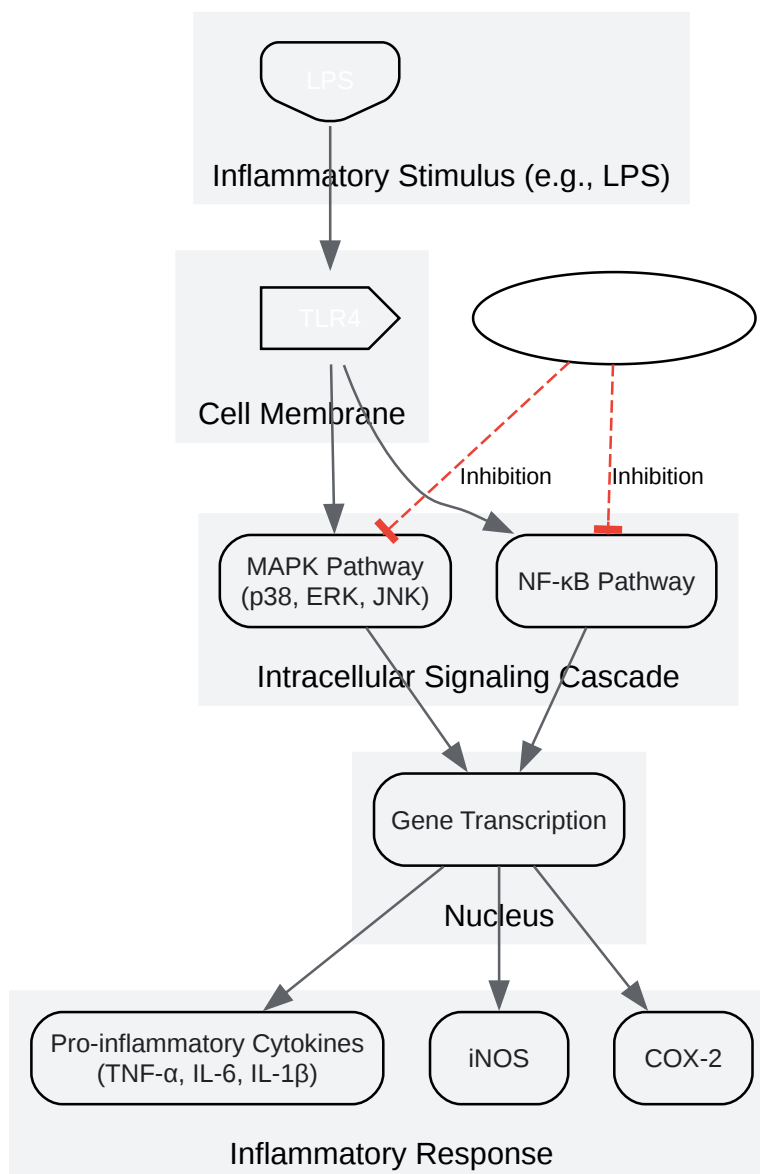 LPS
Inflammatory Stimulus (e.g., LPS)
TLR4
Cell Membrane
Inhibition
Inhibition
MAPK Pathway
(p38, ERK, JNK)
NF-κB Pathway
Intracellular Signaling Cascade
Gene Transcription
Nucleus
Pro-inflammatory Cytokines
(TNF-α, IL-6, IL-1β)
iNOS
COX-2
Inflammatory Response